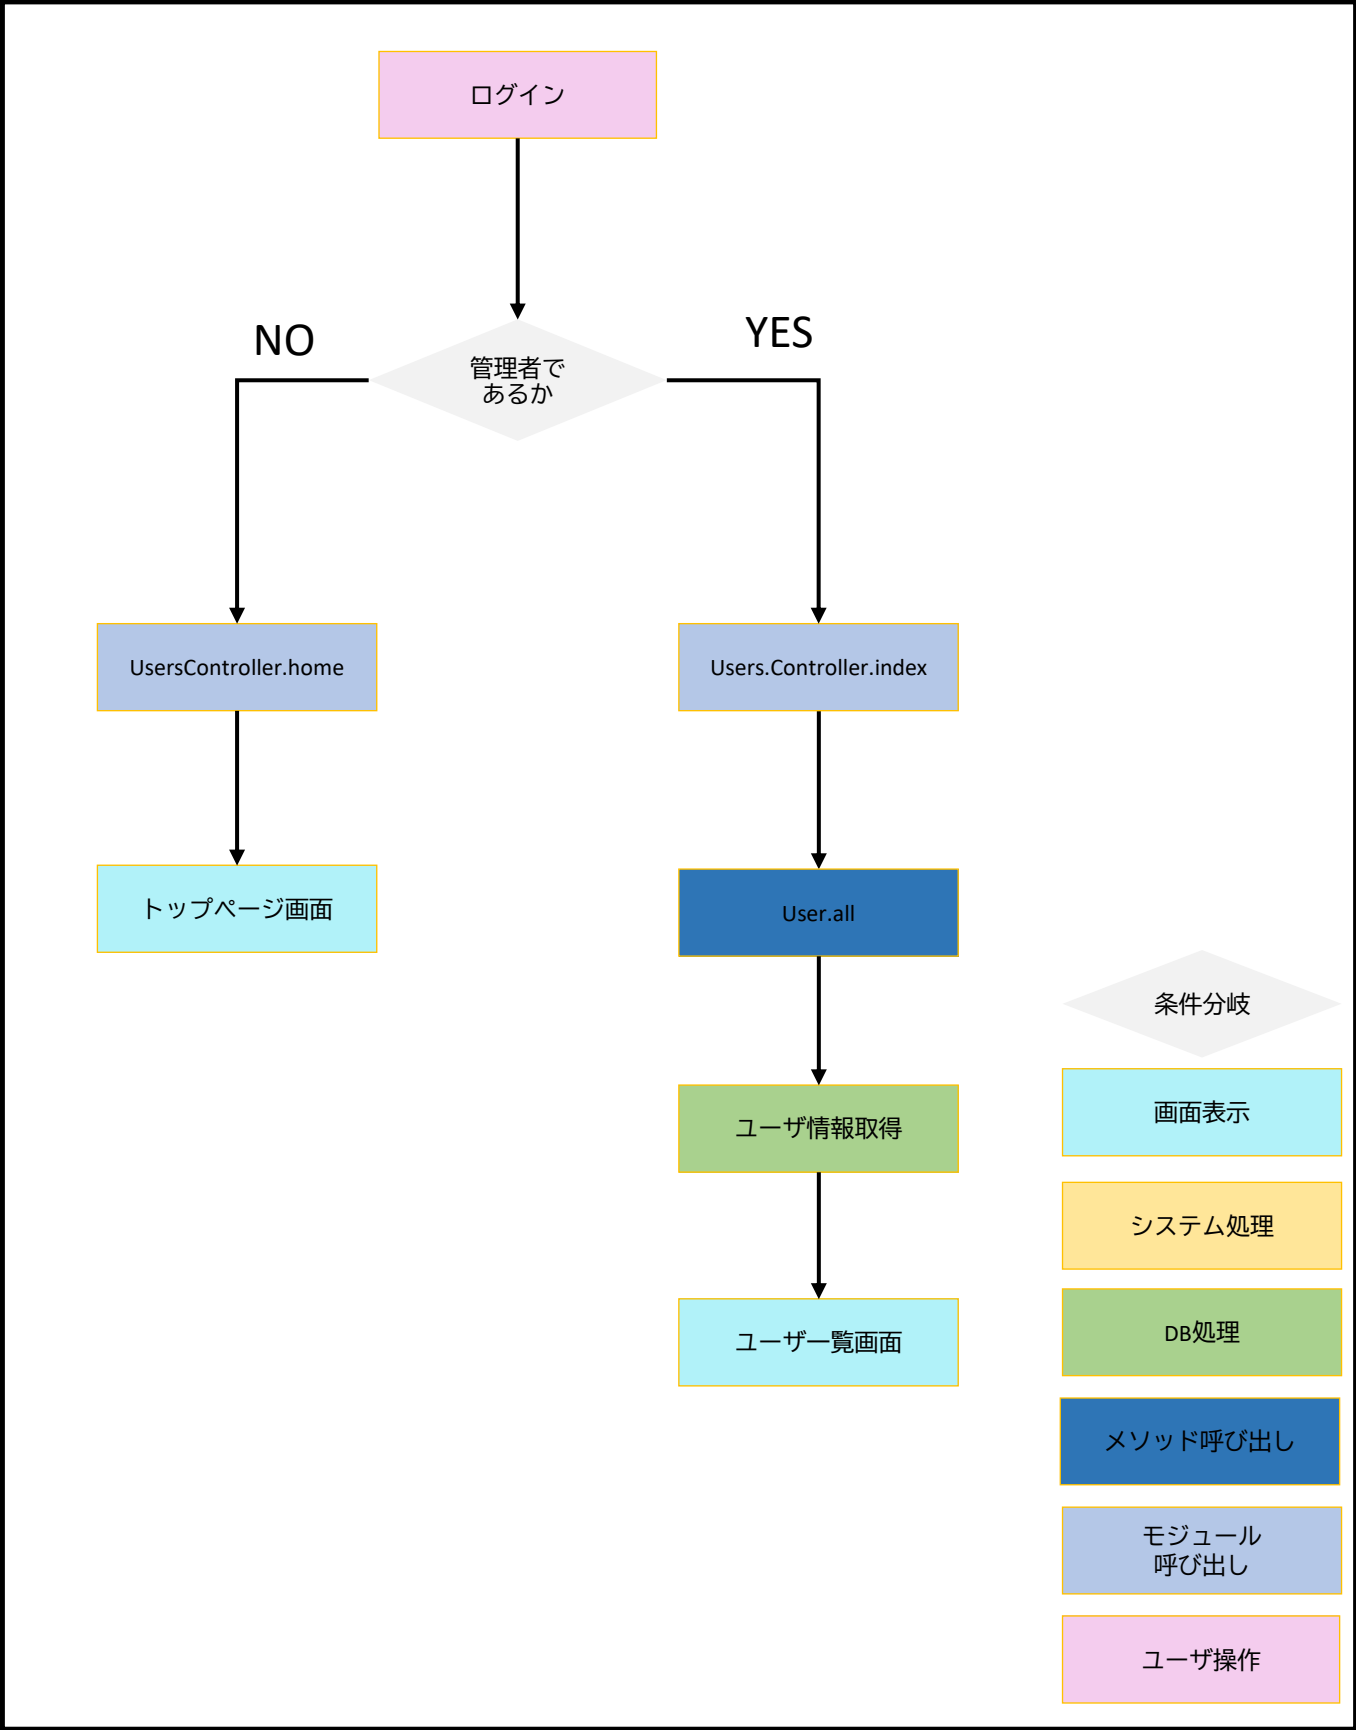 ログイン
NO
YES
管理者で
あるか
UsersController.home
Users.Controller.index
トップページ画面
User.all
ユーザ情報取得
ユーザ一覧画面
条件分岐
画面表示
システム処理
DB処理
メソッド呼び出し
モジュール
呼び出し
ユーザ操作